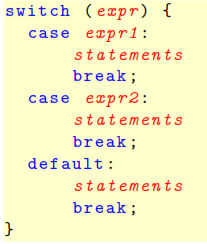 switch (expr) {
  case expr1:
      statements
      break;
  case expr2:
      statements
      break;
  default:
      statements
      break;
}